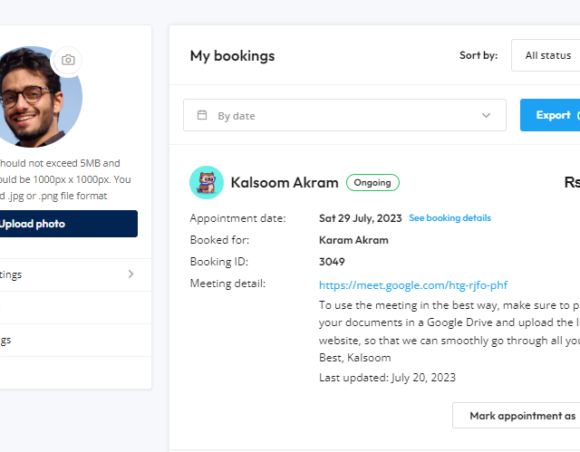 My bookings
Sort by:
All status
By date
Export
hould not exceed 5MB and
uld be 1000px x 1000px. You
d .jpg or .png file format
Upload photo
tings
gs
Kalsoom Akram
Ongoing
Rs
Appointment date:
Sat 29 July, 2023 See booking details
Booked for:
Karam Akram
Booking ID:
3049
Meeting detail:
https://meet.google.com/htg-rjfo-phf
To use the meeting in the best way, make sure to p
your documents in a Google Drive and upload the l
website, so that we can smoothly go through all you
Best, Kalsoom
Last updated: July 20, 2023
Mark appointment as